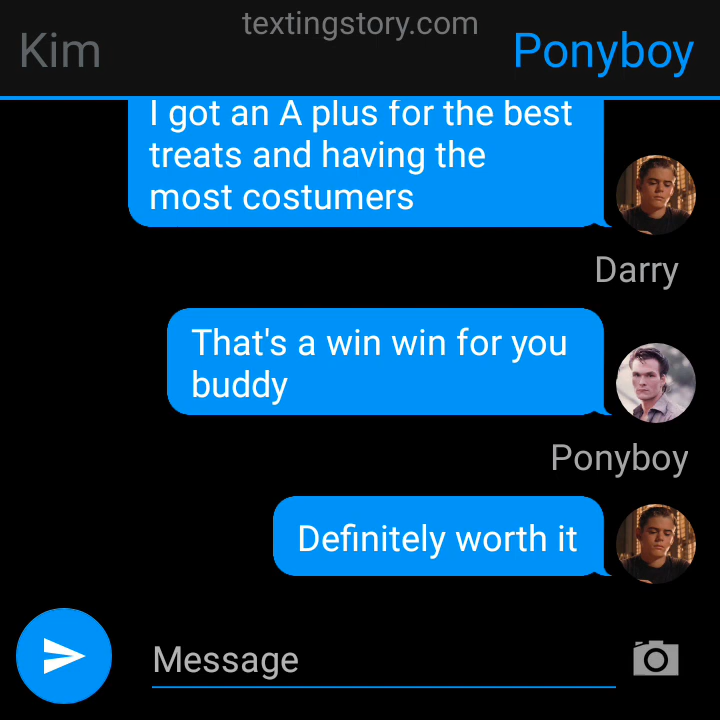 textingstory.com
Kim
Ponyboy
I got an A plus for the best
treats and having the
most costumers
Darry
That's a win win for you
buddy
Ponyboy
Definitely worth it
Message